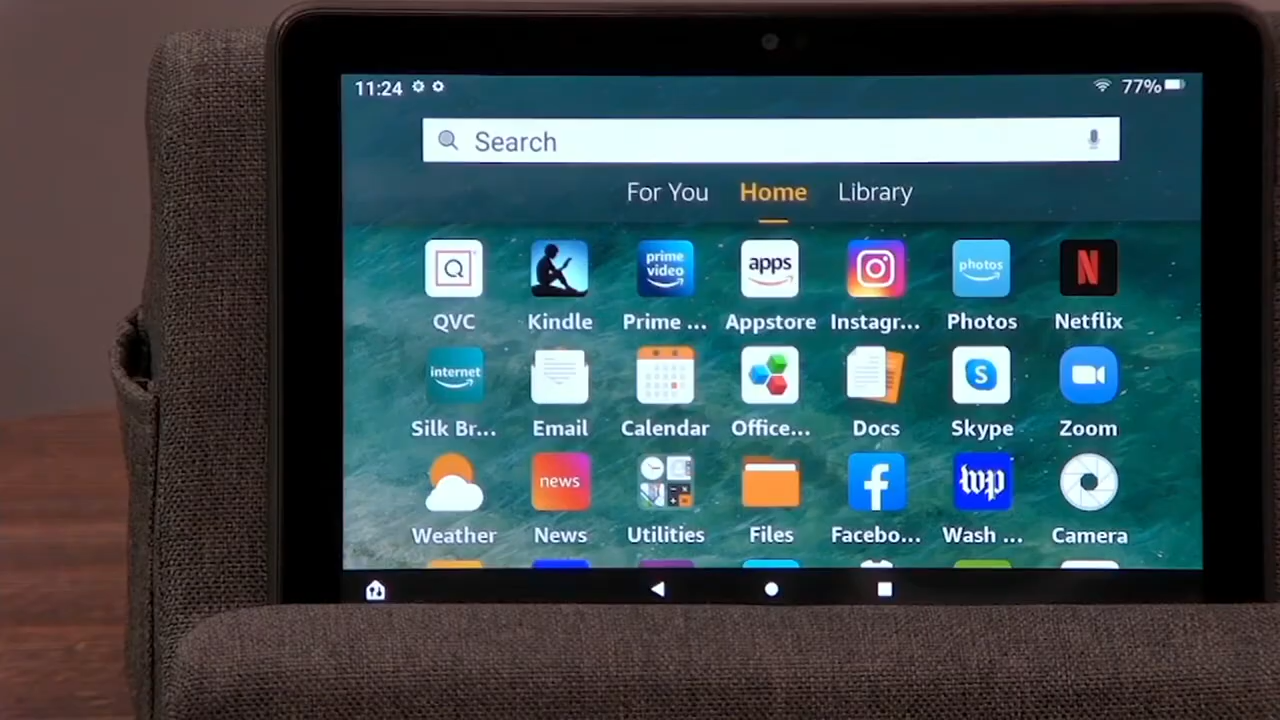 11:24 77%
Search
For You Home Library
Q prime video apps photos N
QVC Kindle Prime ... Appstore Instagr... Photos Netflix
internet S
Silk Br... Email Calendar Office... Docs Skype Zoom
news f wp
Weather News Utilities Files Facebo... Wash ... Camera